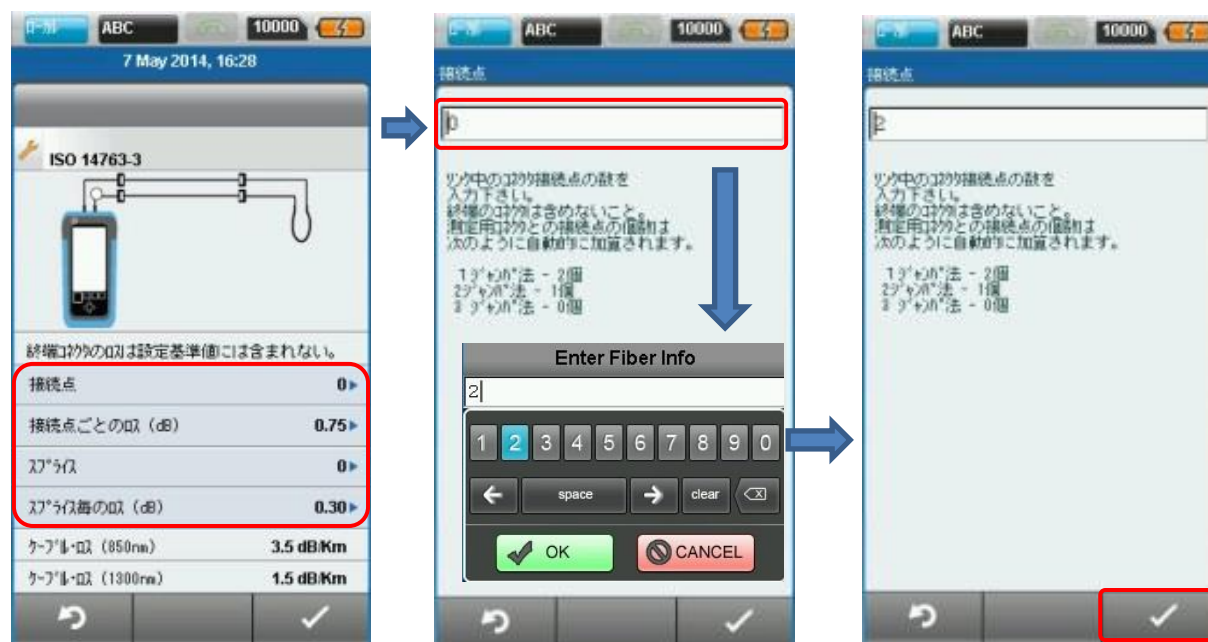 ﾛｰｶﾙ ABC 10000
7 May 2014, 16:28
ISO 14763-3
終端ｺﾈｸﾀのﾛｽは設定基準値には含まれない。
接続点 0
接続点ごとのﾛｽ (dB) 0.75
ｽﾌﾟﾗｲｽ 0
ｽﾌﾟﾗｲｽ毎のﾛｽ (dB) 0.30
ｹｰﾌﾞﾙ･ﾛｽ (850nm) 3.5 dB/Km
ｹｰﾌﾞﾙ･ﾛｽ (1300nm) 1.5 dB/Km
ﾛｰｶﾙ ABC 10000
接続点
0
ﾘﾝｸ中のｺﾈｸﾀ接続点の数を
入力下さい。
終端のｺﾈｸﾀは含めないこと。
測定用ｺﾈｸﾀとの接続点の個数は
次のように自動的に加算されます。
1ｼﾞｬﾝﾊﾟ法 - 2個
2ｼﾞｬﾝﾊﾟ法 - 1個
3 ｼﾞｬﾝﾊﾟ法 - 0個
Enter Fiber Info
2
1 2 3 4 5 6 7 8 9 0
space clear
OK CANCEL
ﾛｰｶﾙ ABC 10000
接続点
2
ﾘﾝｸ中のｺﾈｸﾀ接続点の数を
入力下さい。
終端のｺﾈｸﾀは含めないこと。
測定用ｺﾈｸﾀとの接続点の個数は
次のように自動的に加算されます。
1ｼﾞｬﾝﾊﾟ法 - 2個
2ｼﾞｬﾝﾊﾟ法 - 1個
3 ｼﾞｬﾝﾊﾟ法 - 0個